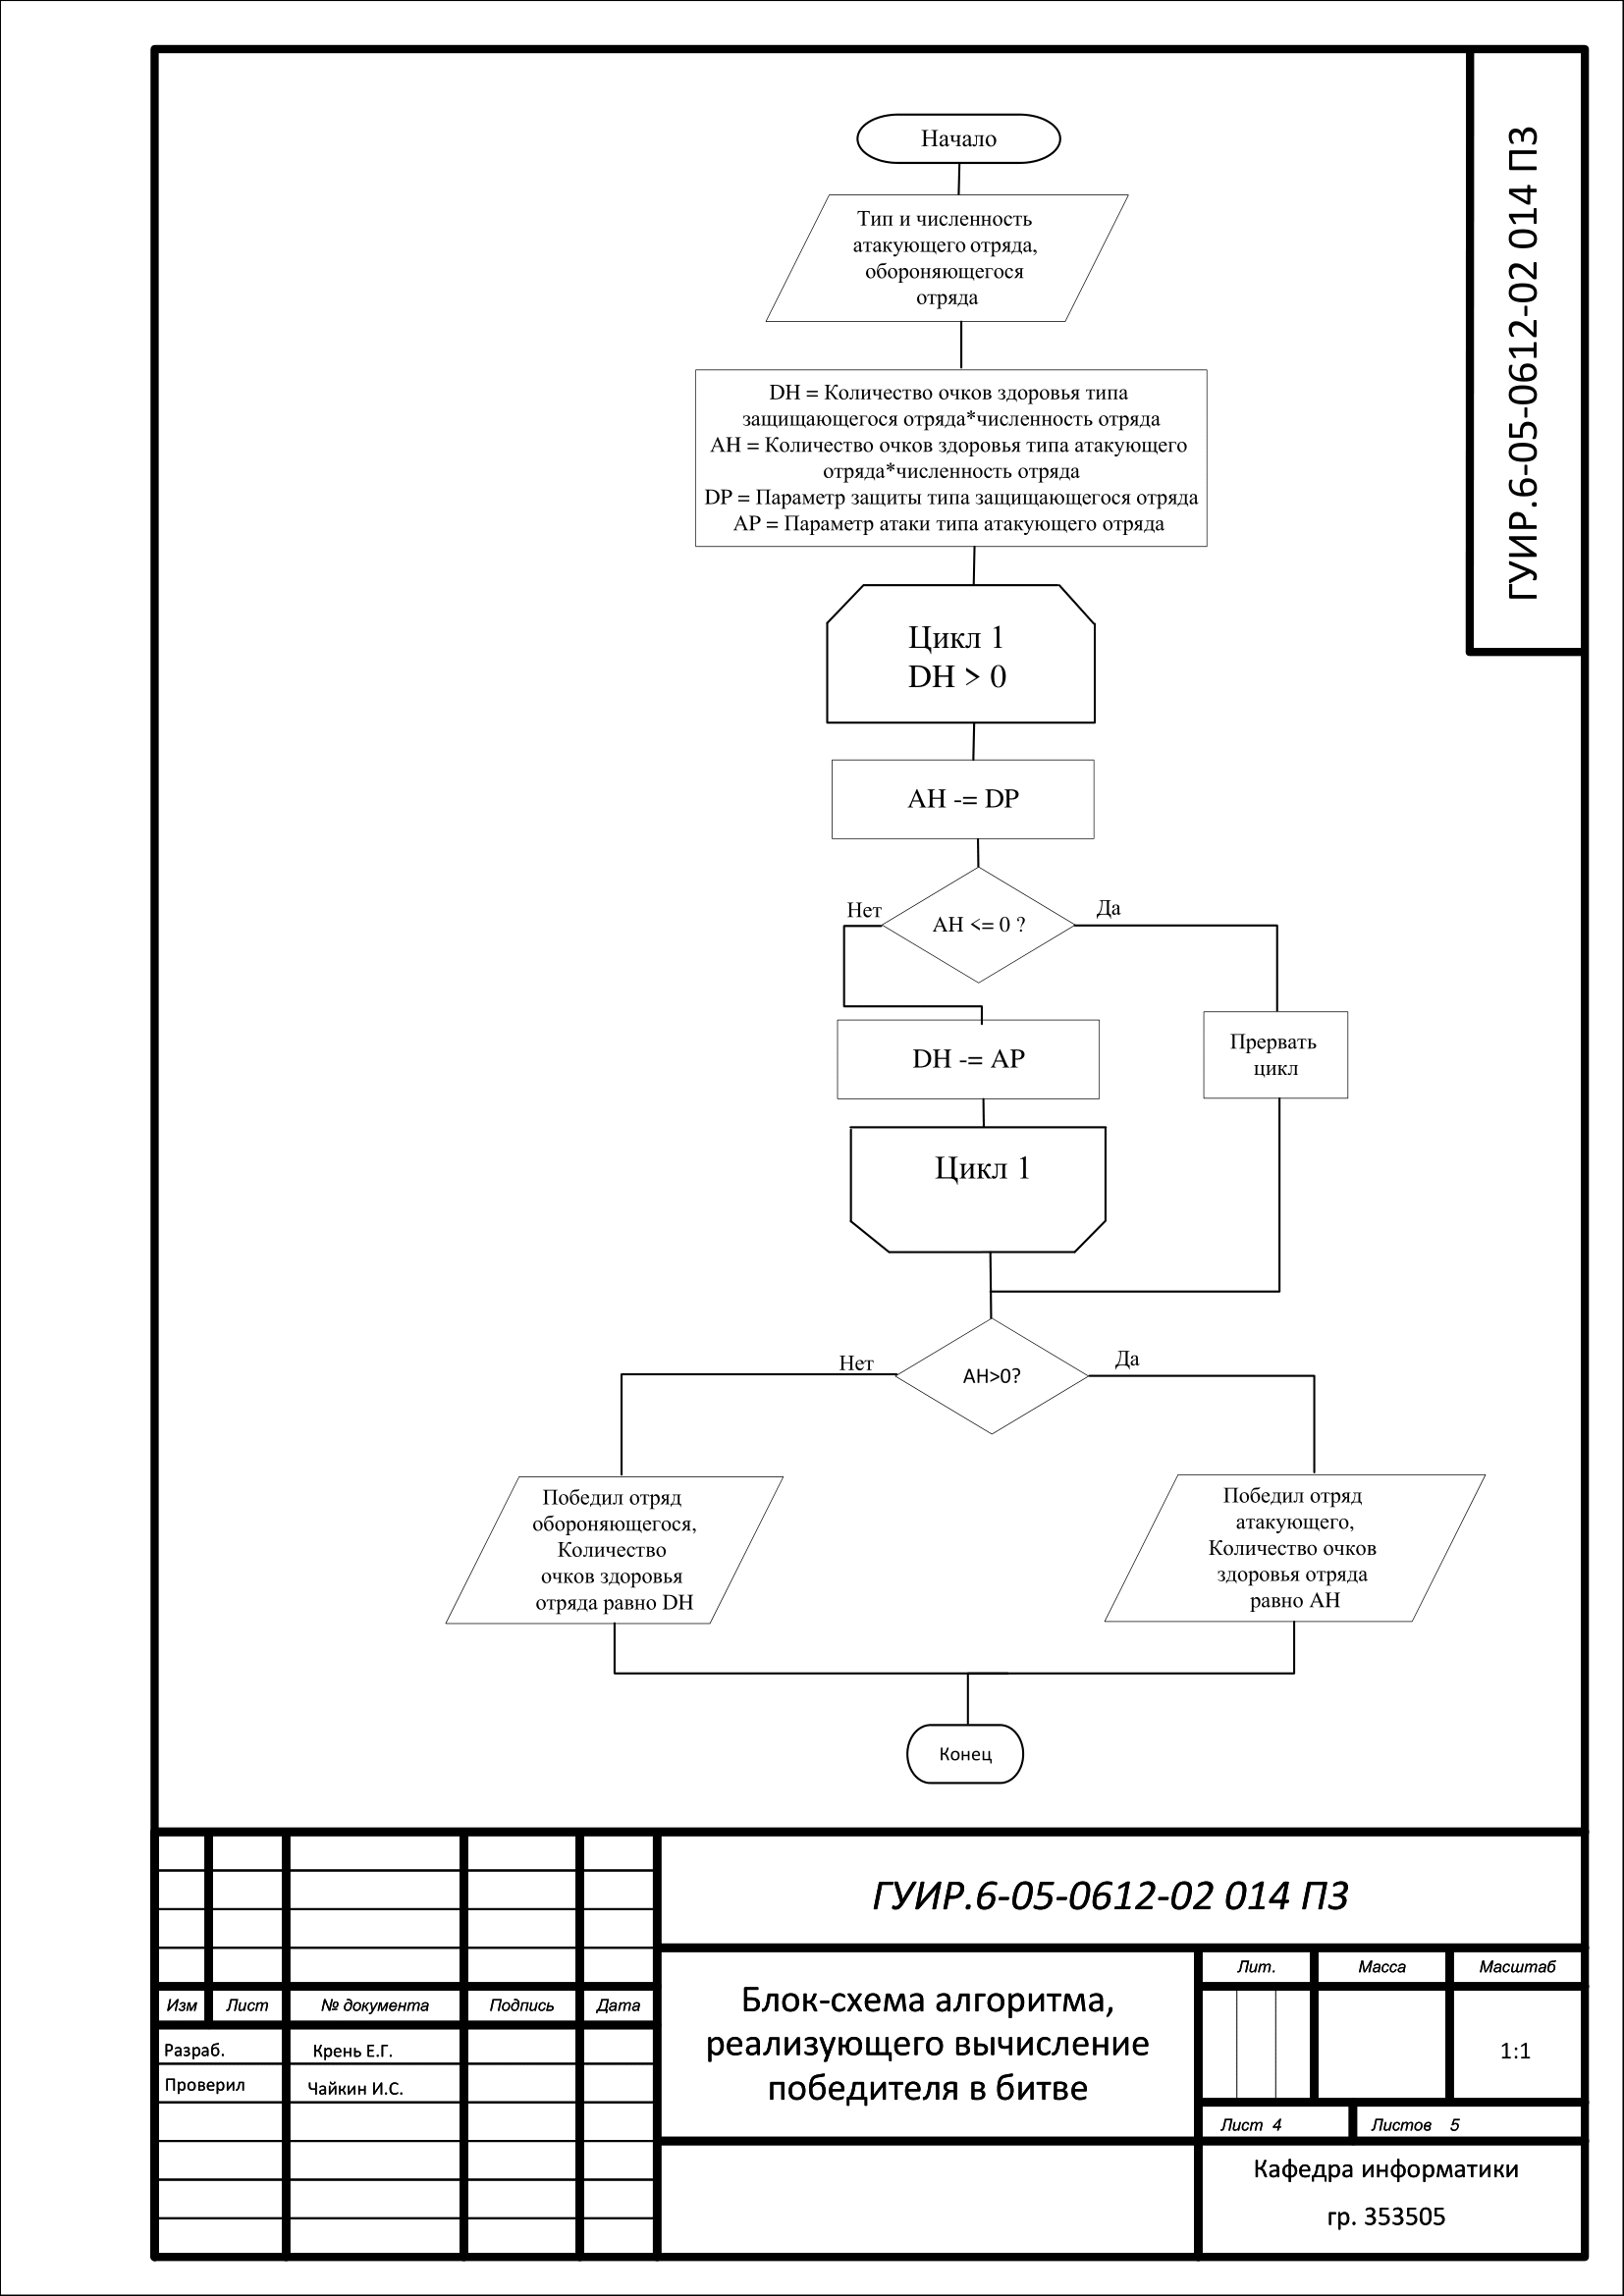 ГУИР.6-05-0612-02 014 ПЗ
Начало
Тип и численность
атакующего отряда,
обороняющегося
отряда
DH = Количество очков здоровья типа
защищающегося отряда*численность отряда
AH = Количество очков здоровья типа атакующего
отряда*численность отряда
DP = Параметр защиты типа защищающегося отряда
AP = Параметр атаки типа атакующего отряда
Цикл 1
DH > 0
AH -= DP
Нет
AH <= 0 ?
Да
DH -= AP
Прервать
цикл
Цикл 1
Нет
AH>0?
Да
Победил отряд
обороняющегося,
Количество
очков здоровья
отряда равно DH
Победил отряд
атакующего,
Количество очков
здоровья отряда
равно AH
Конец
ГУИР.6-05-0612-02 014 ПЗ
Изм Лист № документа Подпись Дата
Разраб. Крень Е.Г.
Проверил Чайкин И.С.
Блок-схема алгоритма,
реализующего вычисление
победителя в битве
Лит. Масса Масштаб
1:1
Лист 4 Листов 5
Кафедра информатики
гр. 353505